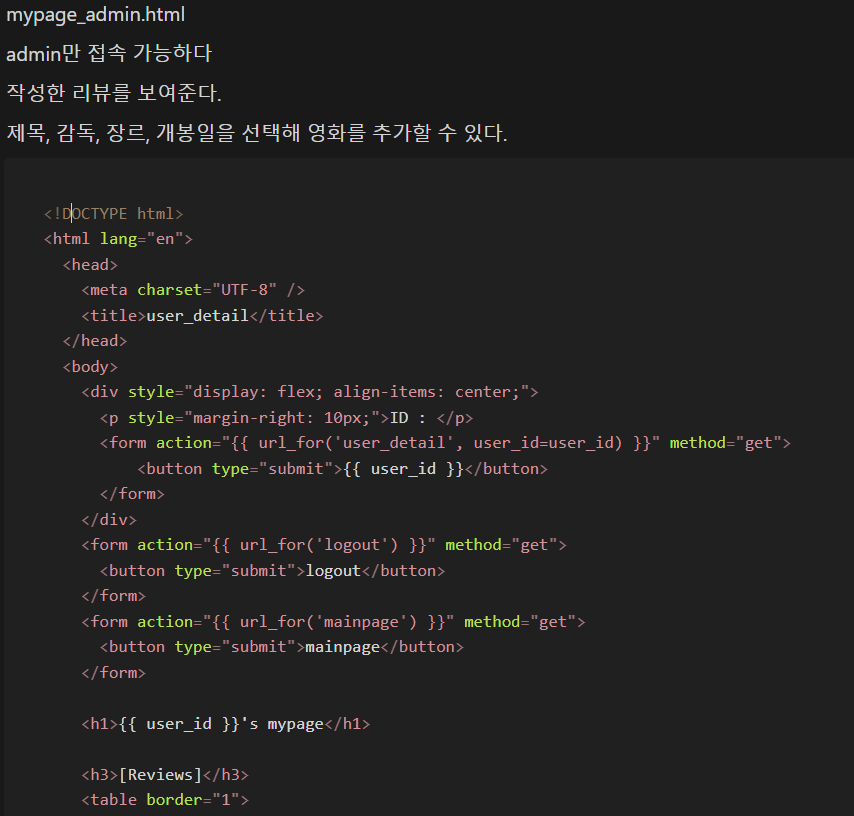 mypage_admin.html
admin만 접속 가능하다
작성한 리뷰를 보여준다.
제목, 감독, 장르, 개봉일을 선택해 영화를 추가할 수 있다.
<!DOCTYPE html>
<html lang="en">
  <head>
    <meta charset="UTF-8" />
    <title>user_detail</title>
  </head>
  <body>
    <div style="display: flex; align-items: center;">
      <p style="margin-right: 10px;">ID : </p>
      <form action="{{ url_for('user_detail', user_id=user_id) }}" method="get">
          <button type="submit">{{ user_id }}</button>
      </form>
    </div>
    <form action="{{ url_for('logout') }}" method="get">
      <button type="submit">logout</button>
    </form>
    <form action="{{ url_for('mainpage') }}" method="get">
      <button type="submit">mainpage</button>
    </form>
    <h1>{{ user_id }}'s mypage</h1>
    <h3>[Reviews]</h3>
    <table border="1">